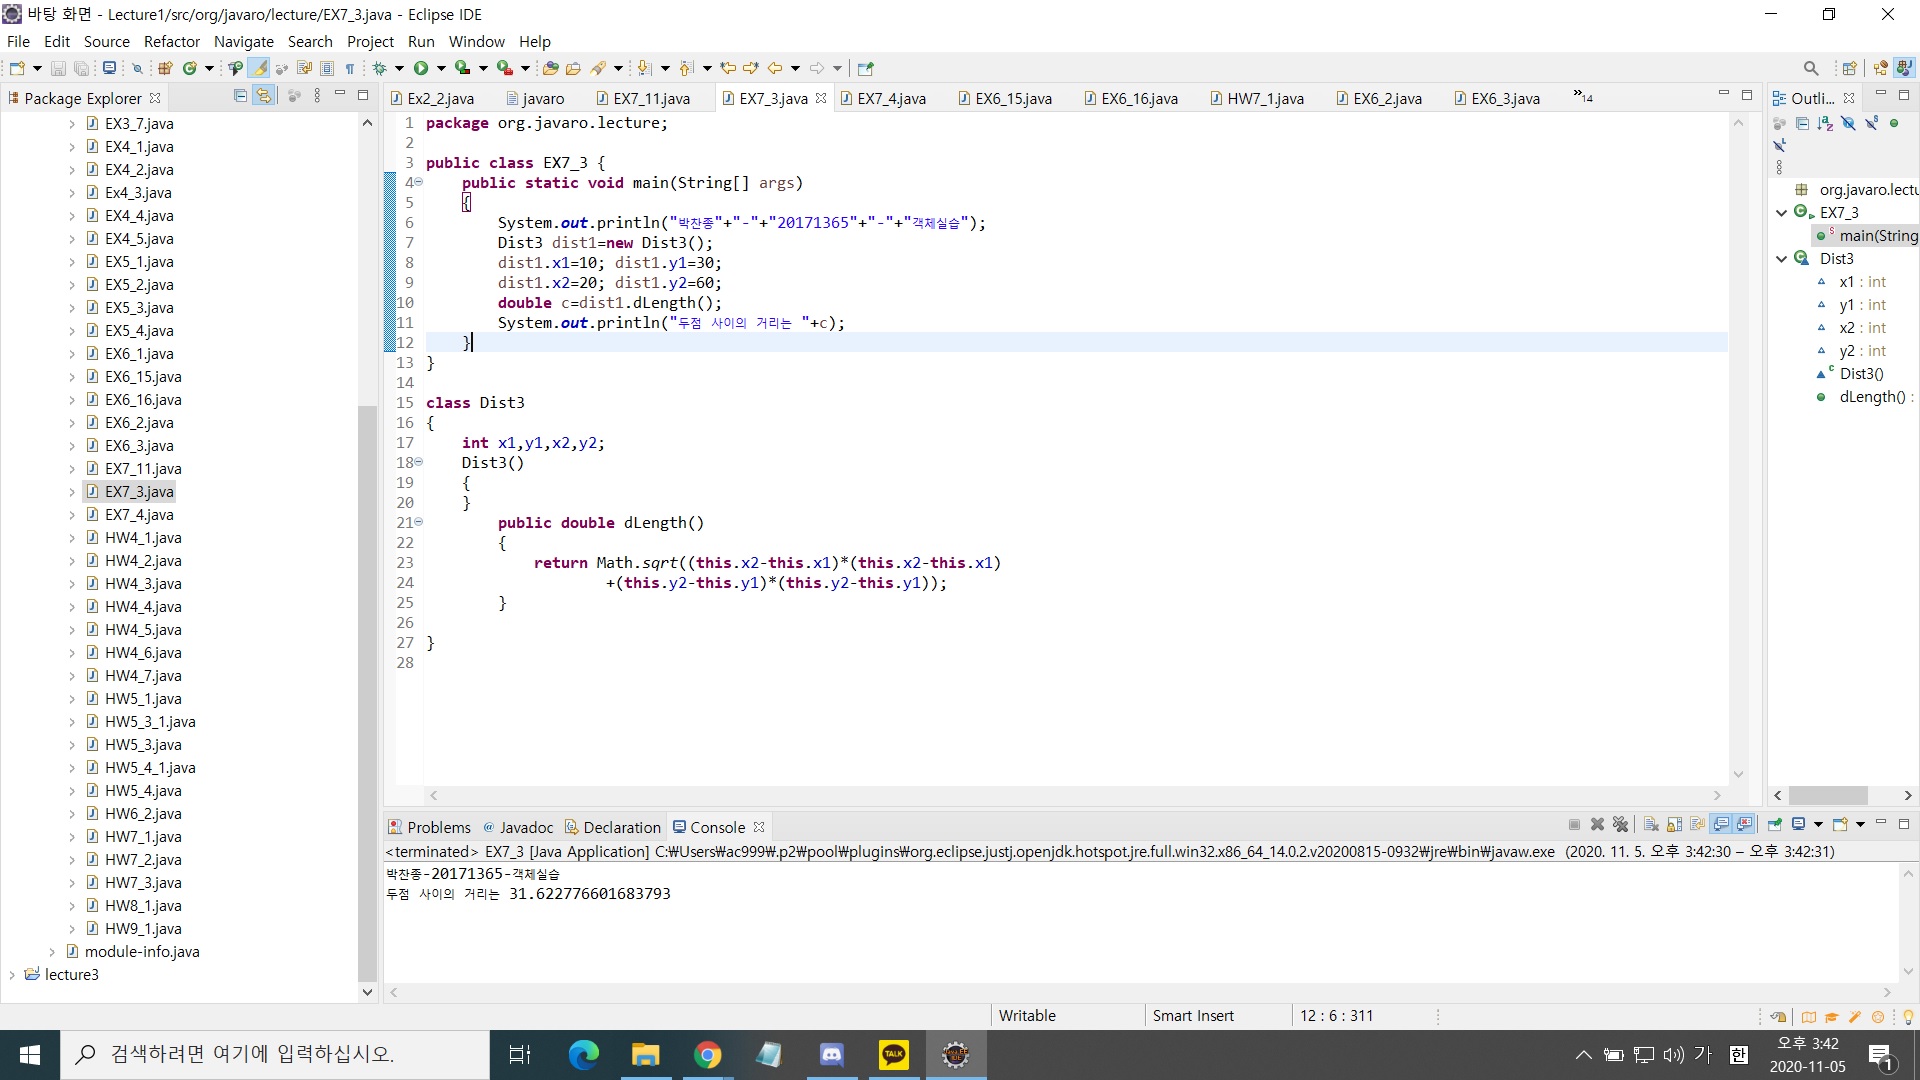 바탕 화면 - Lecture1/src/org/javaro/lecture/EX7_3.java - Eclipse IDE
File Edit Source Refactor Navigate Search Project Run Window Help
Package Explorer
EX3_7.java
EX4_1.java
EX4_2.java
Ex4_3.java
EX4_4.java
EX4_5.java
EX5_1.java
EX5_2.java
EX5_3.java
EX5_4.java
EX6_1.java
EX6_15.java
EX6_16.java
EX6_2.java
EX6_3.java
EX7_11.java
EX7_3.java
EX7_4.java
HW4_1.java
HW4_2.java
HW4_3.java
HW4_4.java
HW4_5.java
HW4_6.java
HW4_7.java
HW5_1.java
HW5_3_1.java
HW5_3.java
HW5_4_1.java
HW5_4.java
HW6_2.java
HW7_1.java
HW7_2.java
HW7_3.java
HW8_1.java
HW9_1.java
module-info.java
lecture3
Ex2_2.java javaro EX7_11.java EX7_3.java EX7_4.java EX6_15.java EX6_16.java HW7_1.java EX6_2.java EX6_3.java »14
1 package org.javaro.lecture;
2
3 public class EX7_3 {
4 public static void main(String[] args)
5 {
6 System.out.println("박찬종"+"-"+"20171365"+"-"+"객체실습");
7 Dist3 dist1=new Dist3();
8 dist1.x1=10; dist1.y1=30;
9 dist1.x2=20; dist1.y2=60;
10 double c=dist1.dLength();
11 System.out.println("두점 사이의 거리는 "+c);
12 }
13 }
14
15 class Dist3
16 {
17 int x1,y1,x2,y2;
18 Dist3()
19 {
20 }
21 public double dLength()
22 {
23 return Math.sqrt((this.x2-this.x1)*(this.x2-this.x1)
24 +(this.y2-this.y1)*(this.y2-this.y1));
25 }
26
27 }
28
Outli...
org.javaro.lectu
EX7_3
main(String
Dist3
x1 : int
y1 : int
x2 : int
y2 : int
Dist3()
dLength() :
Problems Javadoc Declaration Console
<terminated> EX7_3 [Java Application] C:₩Users₩ac999₩.p2₩pool₩plugins₩org.eclipse.justj.openjdk.hotspot.jre.full.win32.x86_64_14.0.2.v20200815-0932₩jre₩bin₩javaw.exe (2020. 11. 5. 오후 3:42:30 – 오후 3:42:31)
박찬종-20171365-객체실습
두점 사이의 거리는 31.622776601683793
Writable Smart Insert 12 : 6 : 311
검색하려면 여기에 입력하십시오.
TALK
가 한
오후 3:42
2020-11-05
1